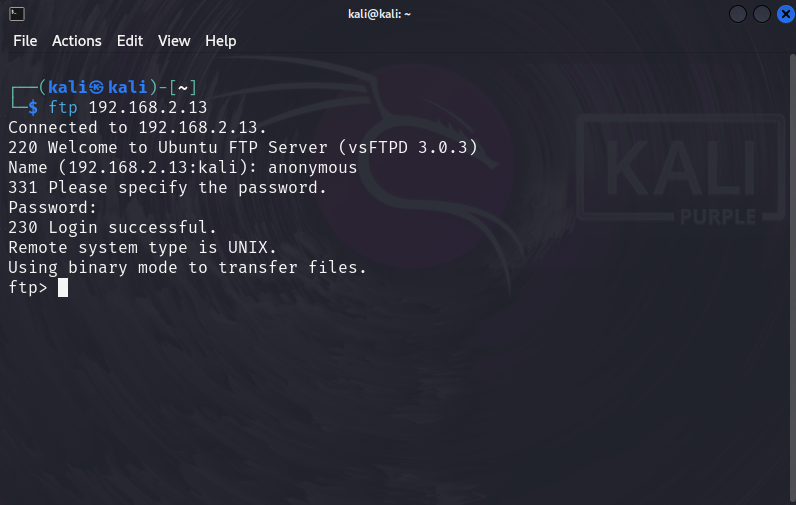 kali@kali: ~
File Actions Edit View Help
┌──(kali㉿kali)-[~]
└─$ ftp 192.168.2.13
Connected to 192.168.2.13.
220 Welcome to Ubuntu FTP Server (vsFTPD 3.0.3)
Name (192.168.2.13:kali): anonymous
331 Please specify the password.
Password:
230 Login successful.
Remote system type is UNIX.
Using binary mode to transfer files.
ftp>
KALI
PURPLE